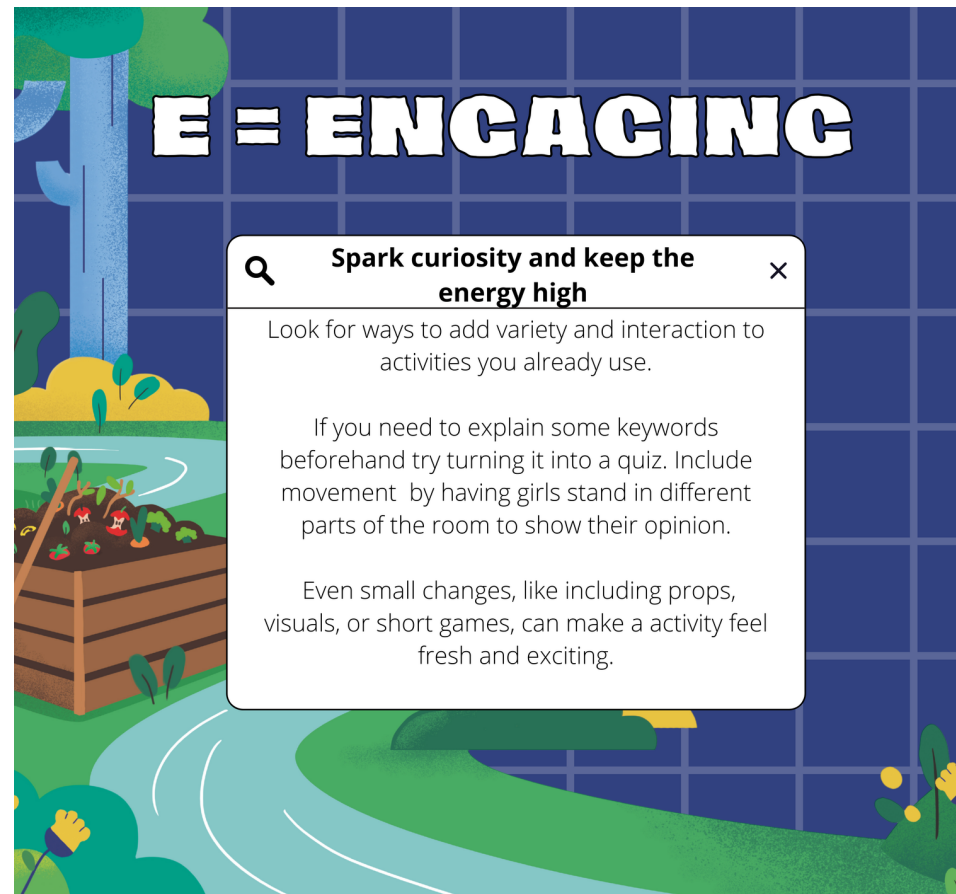 E = ENGAGING
Spark curiosity and keep the
energy high
Look for ways to add variety and interaction to
activities you already use.
If you need to explain some keywords
beforehand try turning it into a quiz. Include
movement  by having girls stand in different
parts of the room to show their opinion.
Even small changes, like including props,
visuals, or short games, can make a activity feel
fresh and exciting.